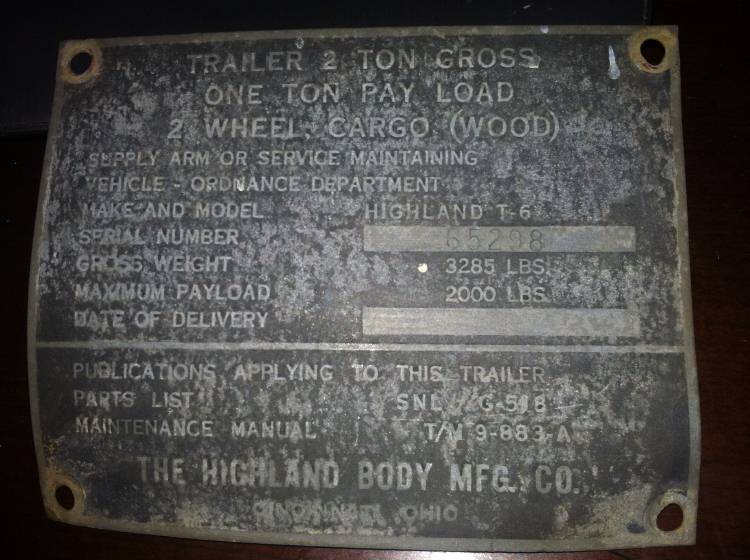 TRAILER 2 TON GROSS
ONE TON PAY LOAD
2 WHEEL, CARGO (WOOD)
SUPPLY ARM OR SERVICE MAINTAINING
VEHICLE - ORDNANCE DEPARTMENT
MAKE AND MODEL HIGHLAND T-6
SERIAL NUMBER 65298
GROSS WEIGHT 3285 LBS.
MAXIMUM PAYLOAD 2000 LBS.
DATE OF DELIVERY
PUBLICATIONS APPLYING TO THIS TRAILER
PARTS LIST SNL G-518
MAINTENANCE MANUAL T/M 9-883-A
THE HIGHLAND BODY MFG. CO.
CINCINNATI, OHIO